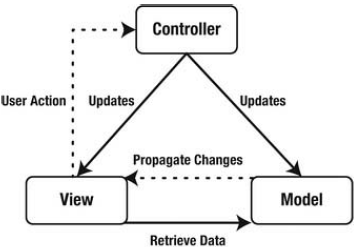 Controller
User Action
Updates
Updates
Propagate Changes
View
Model
Retrieve Data